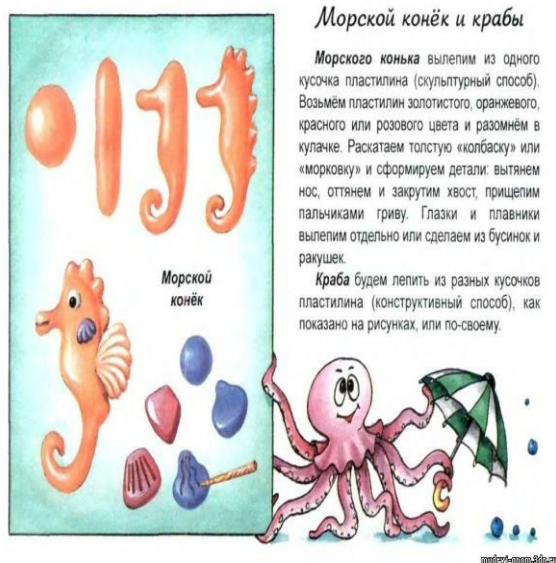 Морской конёк и крабы
Морского конька вылепим из одного
кусочка пластилина (скульптурный способ).
Возьмём пластилин золотистого, оранжевого,
красного или розового цвета и разомнём в
кулачке. Раскатаем толстую «колбаску» или
«морковку» и сформируем детали: вытянем
нос, оттянем и закрутим хвост, прищепим
пальчиками гриву. Глазки и плавники
вылепим отдельно или сделаем из бусинок и
ракушек.
Краба будем лепить из разных кусочков
пластилина (конструктивный способ), как
показано на рисунках, или по-своему.
Морской
конёк